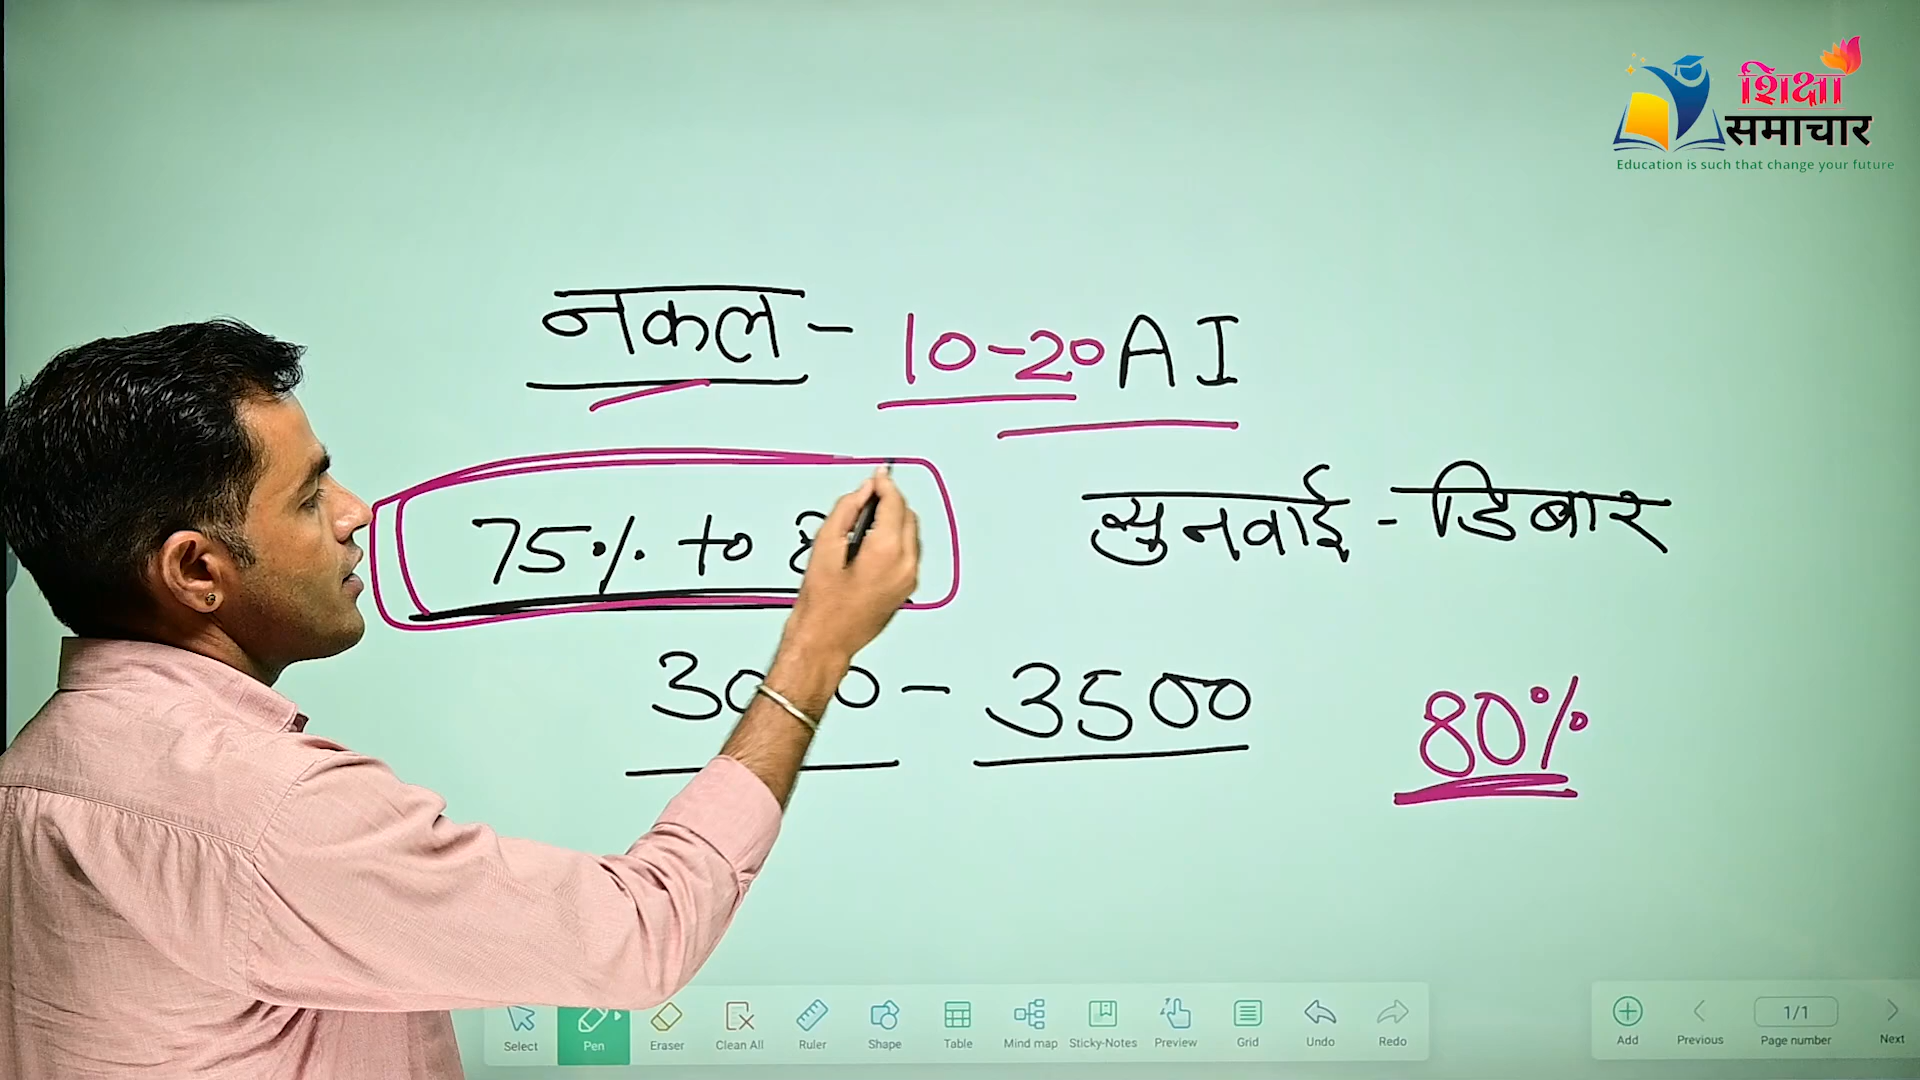 शिक्षा
समाचार
Education is such that change your future
नकल - 10-20 AI
75% to
सुनवाई - डिबार
- 3500
80%
Select
Pen
Eraser
Clean All
Ruler
Shape
Table
Mind map
Sticky-Notes
Preview
Grid
Undo
Redo
Add
Previous
1/1
Page number
Next